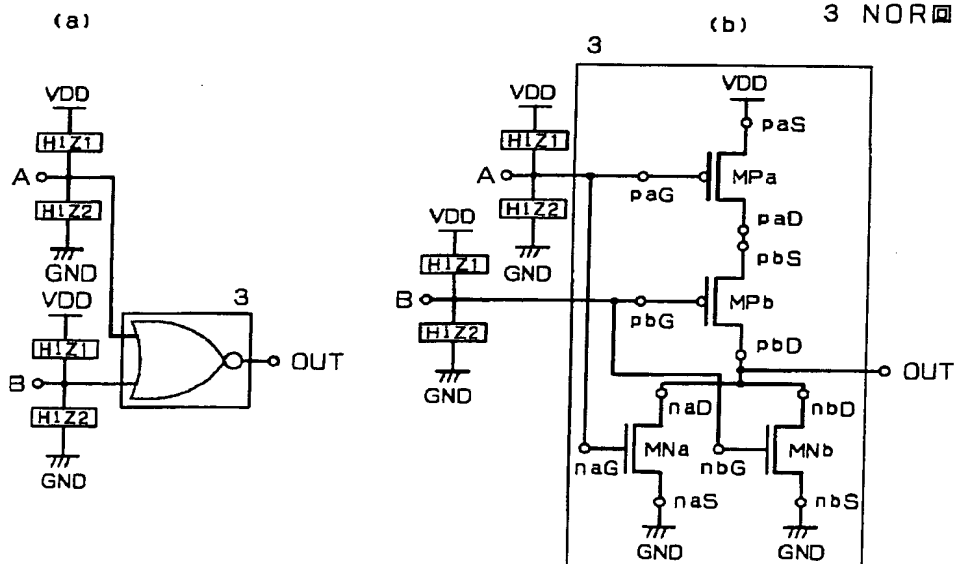 (a)
VDD
HIZ1
A
HIZ2
GND
VDD
HIZ1
B
HIZ2
GND
3
OUT
(b)
3 NOR回
3
VDD
HIZ1
A
HIZ2
GND
VDD
HIZ1
B
HIZ2
GND
VDD
paS
MPa
paG
paD
pbS
MPb
pbG
pbD
OUT
naD
nbD
MNa
MNb
naG
nbG
naS
nbS
GND
GND